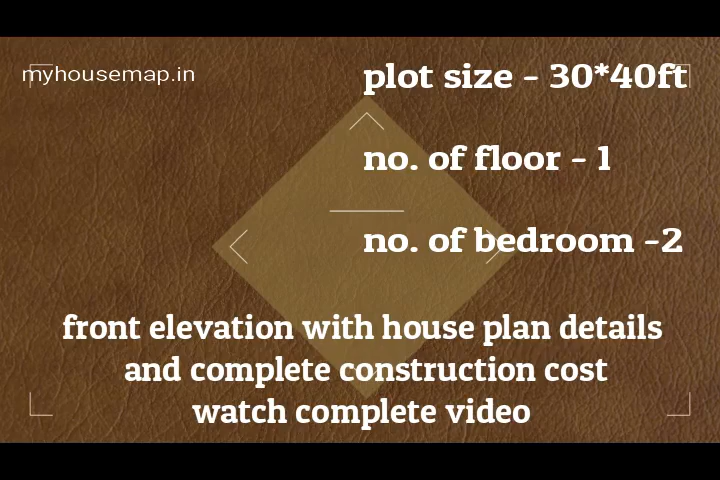 myhousemap.in
plot size - 30*40ft
no. of floor - 1
no. of bedroom -2
front elevation with house plan details
and complete construction cost
watch complete video